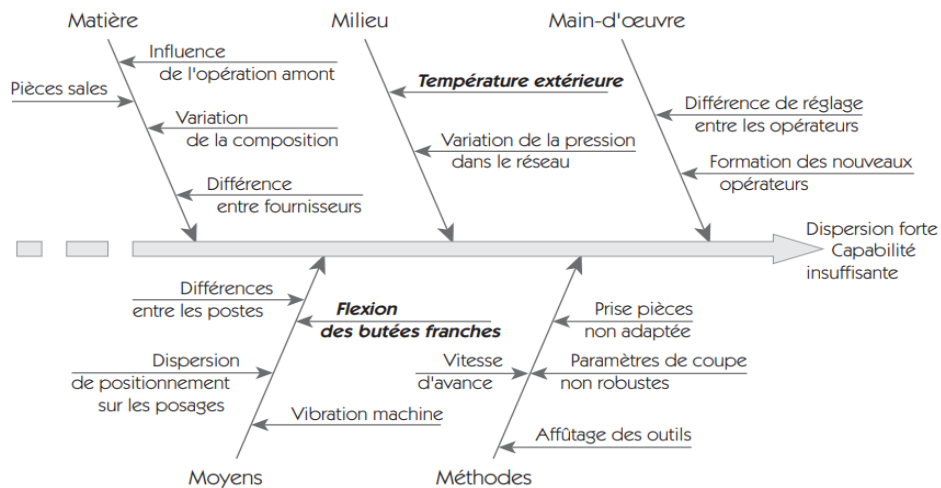 Matière
Milieu
Main-d'œuvre
Influence
de l'opération amont
Pièces sales
Variation
de la composition
Différence
entre fournisseurs
Température extérieure
Variation de la pression
dans le réseau
Différence de réglage
entre les opérateurs
Formation des nouveaux
opérateurs
Dispersion forte
Capabilité
insuffisante
Différences
entre les postes
Flexion
des butées franches
Dispersion
de positionnement
sur les posages
Vibration machine
Moyens
Prise pièces
non adaptée
Vitesse
d'avance
Paramètres de coupe
non robustes
Affûtage des outils
Méthodes